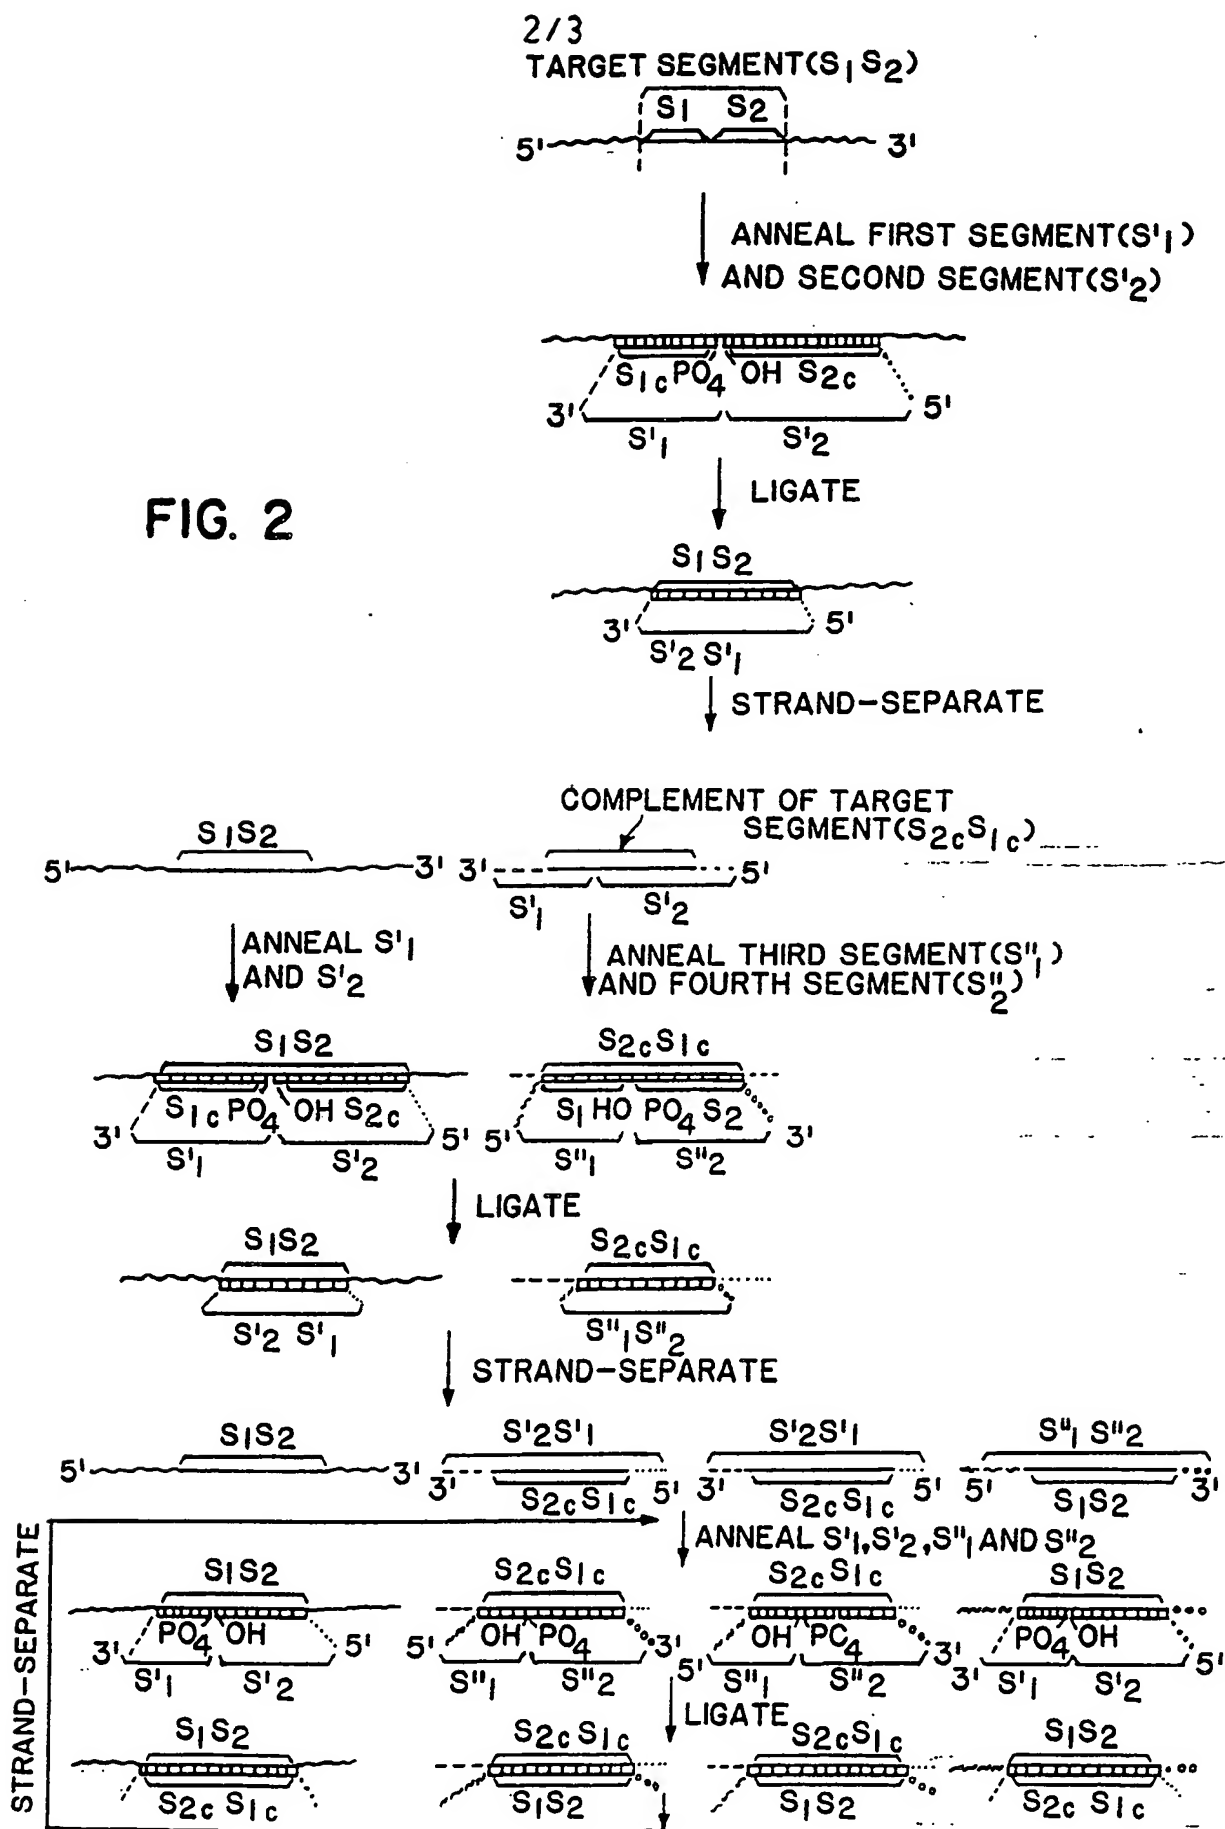 2/3
TARGET SEGMENT(S1S2)
S1 S2
5' 3'
ANNEAL FIRST SEGMENT(S'1)
AND SECOND SEGMENT(S'2)
S1c PO4 OH S2c
3' 5'
S'1 S'2
LIGATE
FIG. 2
S1S2
3' 5'
S'2 S'1
STRAND-SEPARATE
COMPLEMENT OF TARGET
SEGMENT(S2cS1c)
S1S2
5' 3' 3' 5'
S'1 S'2
ANNEAL S'1
AND S'2
ANNEAL THIRD SEGMENT(S"1)
AND FOURTH SEGMENT(S"2)
S1S2 S2cS1c
S1c PO4 OH S2c S1 HO PO4 S2
3' 5' 5' 3'
S'1 S'2 S"1 S"2
LIGATE
S1S2 S2cS1c
S'2 S'1 S"1S"2
STRAND-SEPARATE
S1S2 S'2S'1 S'2S'1 S"1 S"2
5' 3' 3' 5' 3' 5' 5' 3'
S2cS1c S2cS1c S1S2
ANNEAL S'1,S'2,S"1 AND S"2
STRAND-SEPARATE
S1S2 S2cS1c S2cS1c S1S2
PO4 OH OH PO4 OH PO4 PO4 OH
3' 5' 5' 3' 5' 3' 3' 5'
S'1 S'2 S"1 S"2 S"1 S"2 S'1 S'2
LIGATE
S1S2 S2cS1c S2cS1c S1S2
S2c S1c S1S2 S1S2 S2c S1c